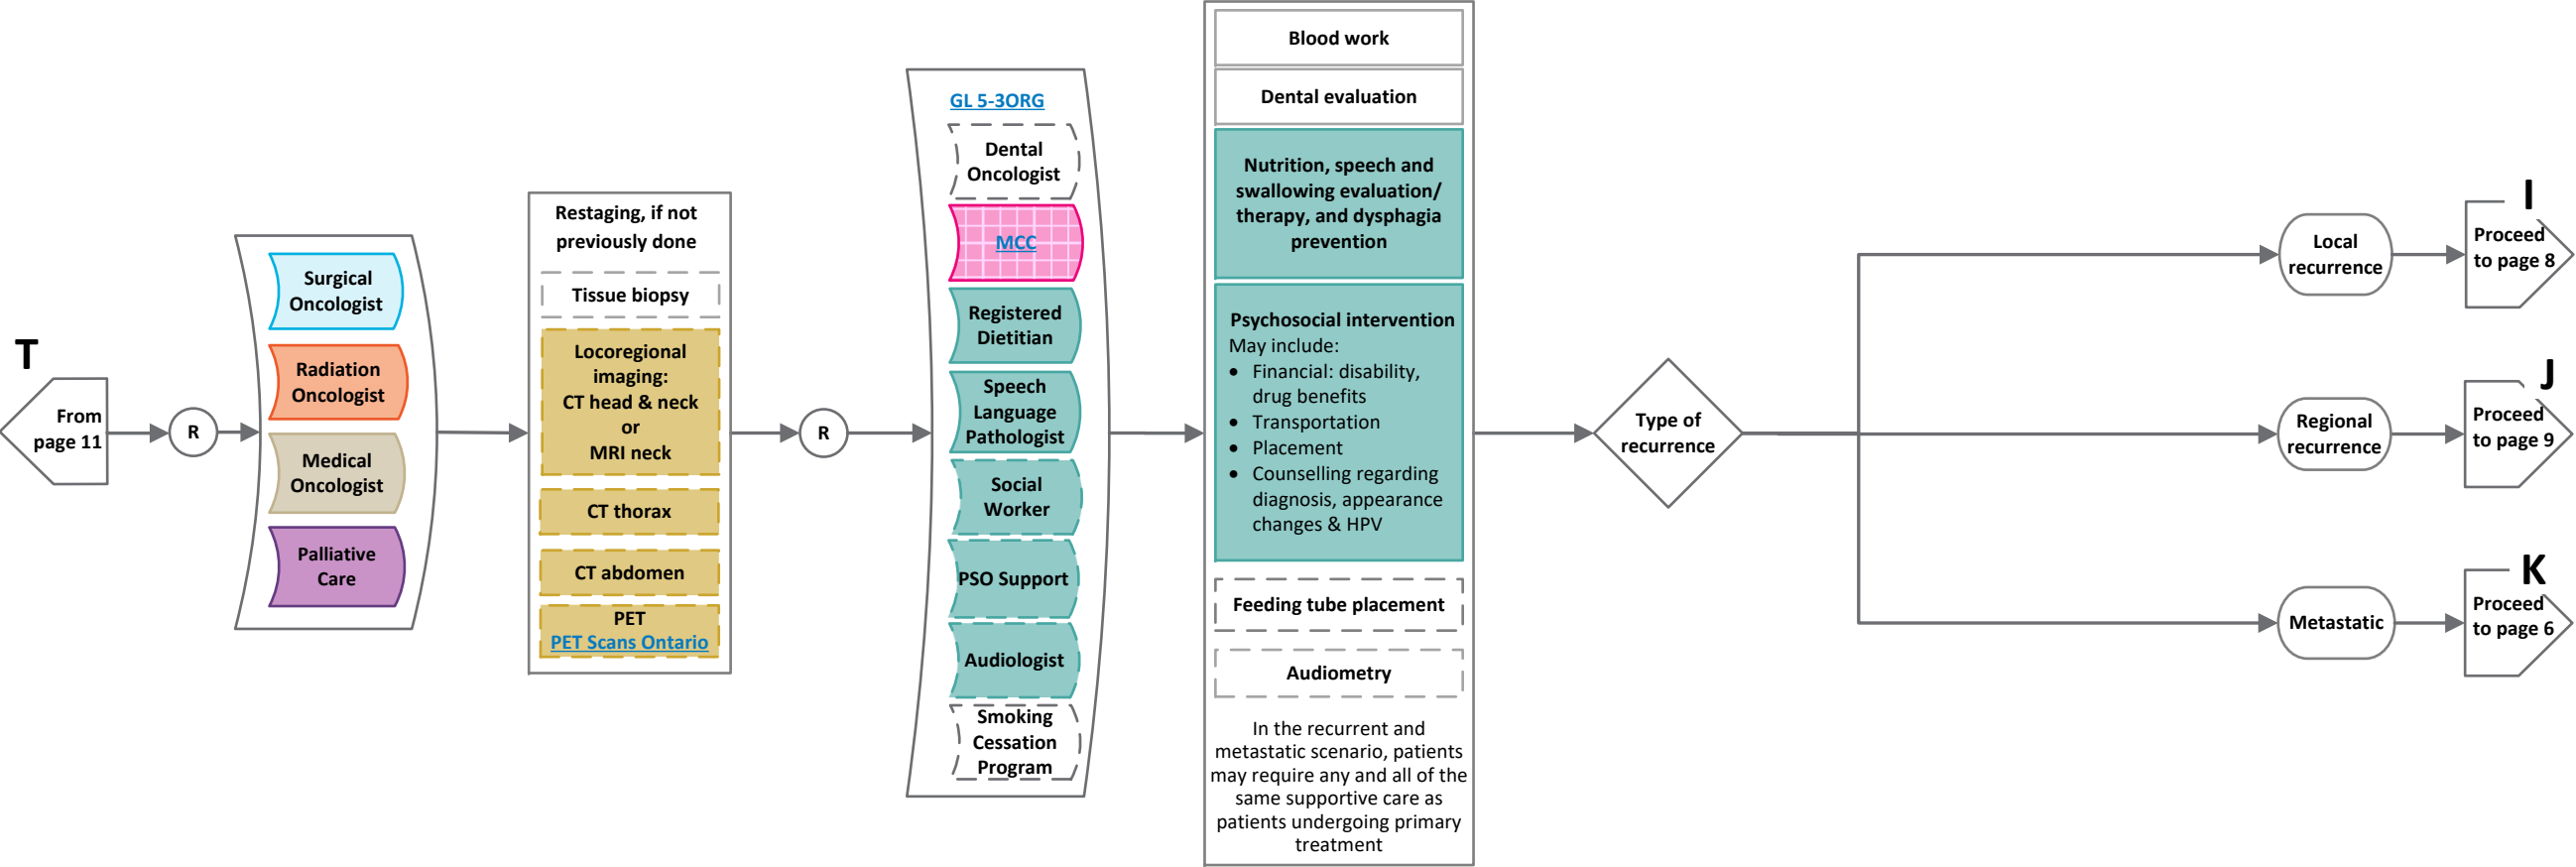 T
From
page 11
R
Surgical
Oncologist
Radiation
Oncologist
Medical
Oncologist
Palliative
Care
Restaging, if not
previously done
Tissue biopsy
Locoregional
imaging:
CT head & neck
or
MRI neck
CT thorax
CT abdomen
PET
PET Scans Ontario
R
GL 5-3ORG
Dental
Oncologist
MCC
Registered
Dietitian
Speech
Language
Pathologist
Social
Worker
PSO Support
Audiologist
Smoking
Cessation
Program
Blood work
Dental evaluation
Nutrition, speech and
swallowing evaluation/
therapy, and dysphagia
prevention
Psychosocial intervention
May include:
• Financial: disability,
drug benefits
• Transportation
• Placement
• Counselling regarding
diagnosis, appearance
changes & HPV
Feeding tube placement
Audiometry
In the recurrent and
metastatic scenario, patients
may require any and all of the
same supportive care as
patients undergoing primary
treatment
Type of
recurrence
Local
recurrence
I
Proceed
to page 8
Regional
recurrence
J
Proceed
to page 9
Metastatic
K
Proceed
to page 6